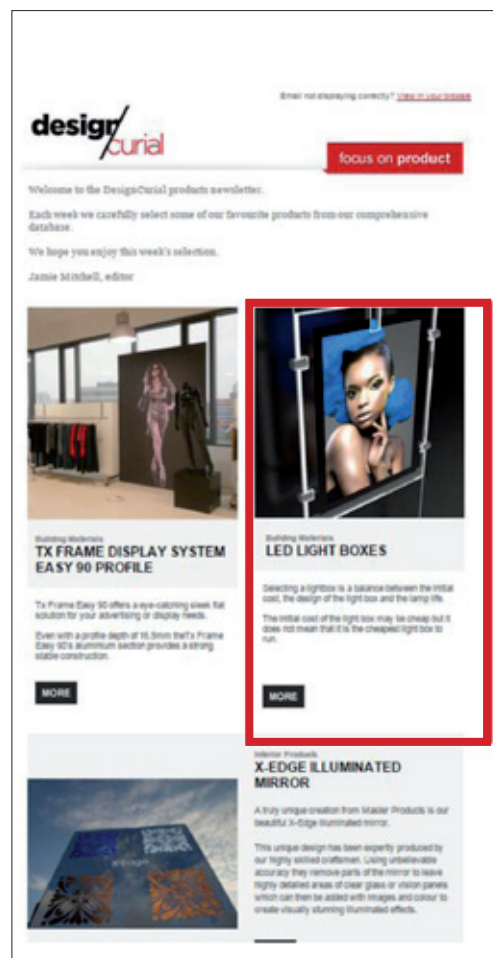 Email not displaying correctly? View in your browser
design/
curial
focus on product
Welcome to the DesignCurial products newsletter.
Each week we carefully select some of our favourite products from our comprehensive
database.
We hope you enjoy this week's selection.
Jamie Mitchell, editor
Building Materials
TX FRAME DISPLAY SYSTEM
EASY 90 PROFILE
Tx Frame Easy 90 offers a eye-catching sleek flat
solution for your advertising or display needs.
Even with a profile depth of 16.5mm theTx Frame
Easy 90's aluminium section provides a strong
stable construction.
MORE
Building Materials
LED LIGHT BOXES
Selecting a lightbox is a balance between the initial
cost, the design of the light box and the lamp life.
The initial cost of the light box may be cheap but it
does not mean that it is the cheapest light box to
run.
MORE
x-Edge
Interior Products
X-EDGE ILLUMINATED
MIRROR
A truly unique creation from Master Products is our
beautiful X-Edge Illuminated mirror.
This unique design has been expertly produced by
our highly skilled craftsmen. Using unbelievable
accuracy they remove parts of the mirror to leave
highly detailed areas of clear glass or vision panels
which can then be added with images and colour to
create visually stunning illuminated effects.